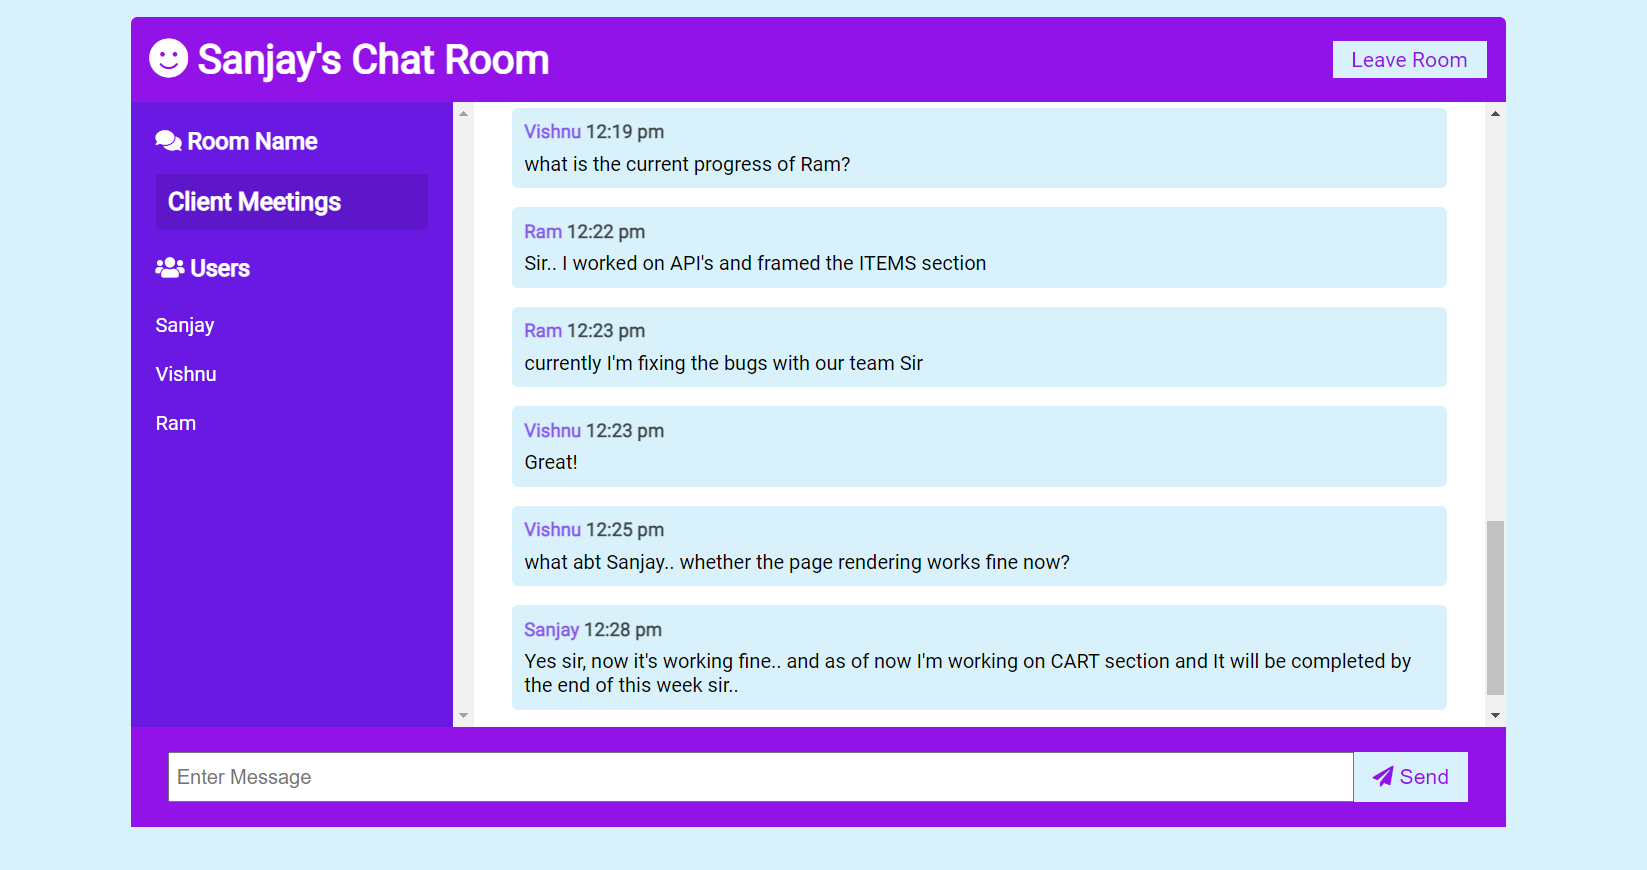 Sanjay's Chat Room
Leave Room
Room Name
Client Meetings
Users
Sanjay
Vishnu
Ram
Vishnu 12:19 pm
what is the current progress of Ram?
Ram 12:22 pm
Sir.. I worked on API's and framed the ITEMS section
Ram 12:23 pm
currently I'm fixing the bugs with our team Sir
Vishnu 12:23 pm
Great!
Vishnu 12:25 pm
what abt Sanjay.. whether the page rendering works fine now?
Sanjay 12:28 pm
Yes sir, now it's working fine.. and as of now I'm working on CART section and It will be completed by
the end of this week sir..
Enter Message
Send